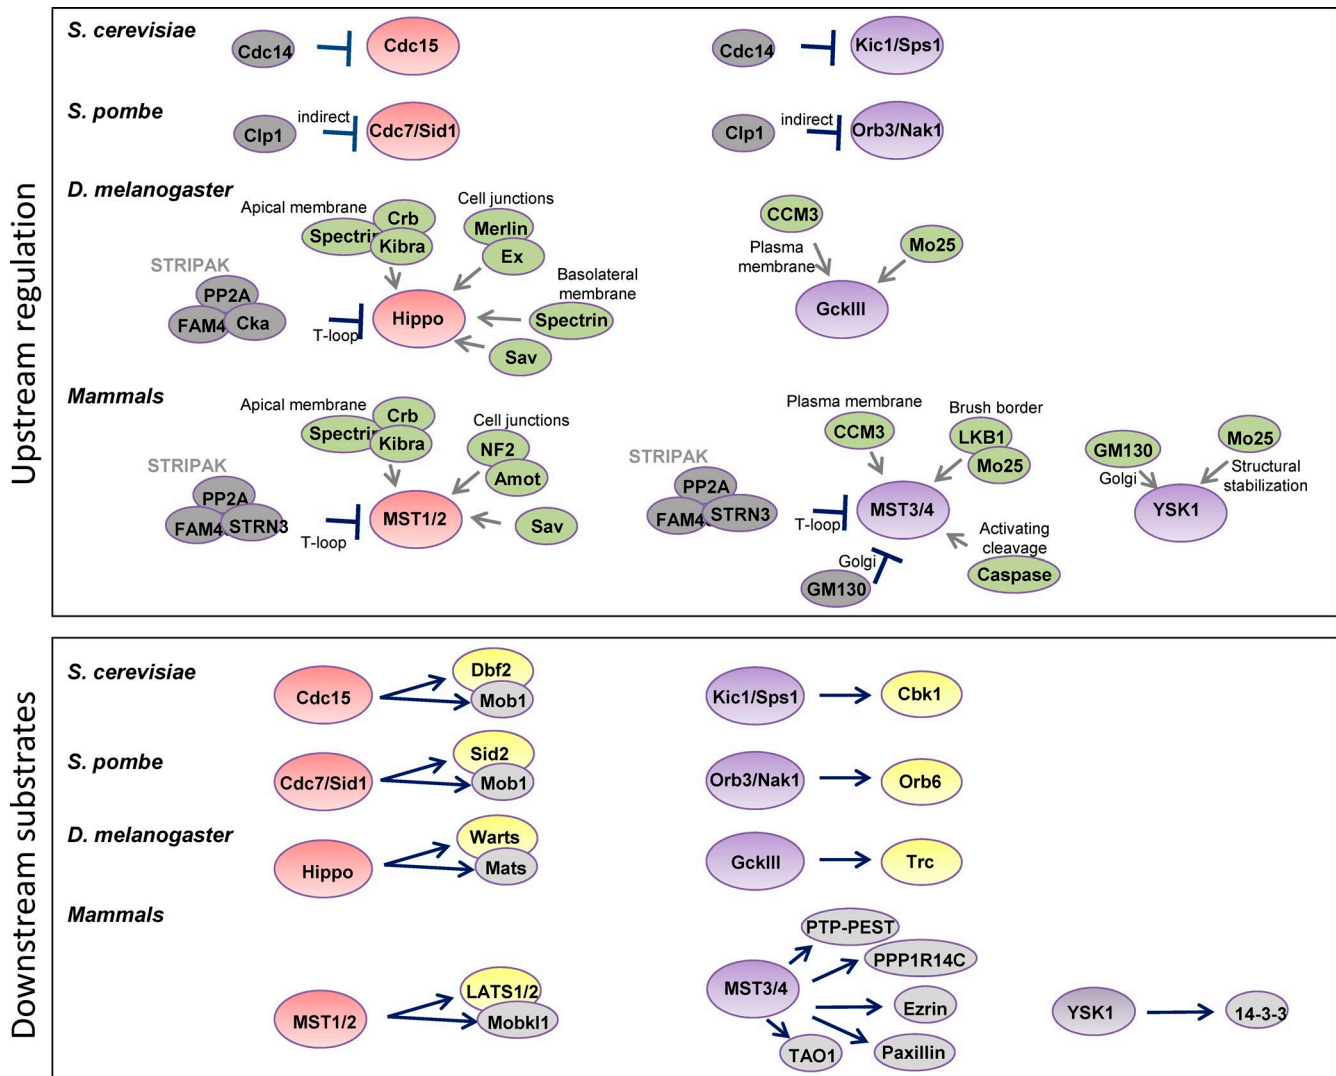 Upstream regulation
S. cerevisiae
Cdc14
Cdc15
Cdc14
Kic1/Sps1
S. pombe
Clp1
indirect
Cdc7/Sid1
Clp1
indirect
Orb3/Nak1
D. melanogaster
Apical membrane
Spectrin
Crb
Kibra
Cell junctions
Merlin
Ex
Basolateral
membrane
Spectrin
Sav
STRIPAK
PP2A
FAM4
Cka
T-loop
Hippo
CCM3
Plasma
membrane
Mo25
GckIII
Mammals
Apical membrane
Spectrin
Crb
Kibra
Cell junctions
NF2
Amot
Sav
STRIPAK
PP2A
FAM4
STRN3
T-loop
MST1/2
STRIPAK
PP2A
FAM4
STRN3
T-loop
Plasma membrane
CCM3
Brush border
LKB1
Mo25
MST3/4
Activating
cleavage
Caspase
Golgi
GM130
GM130
Golgi
Mo25
Structural
stabilization
YSK1
Downstream substrates
S. cerevisiae
Cdc15
Dbf2
Mob1
Kic1/Sps1
Cbk1
S. pombe
Cdc7/Sid1
Sid2
Mob1
Orb3/Nak1
Orb6
D. melanogaster
Hippo
Warts
Mats
GckIII
Trc
Mammals
MST1/2
LATS1/2
Mobkl1
MST3/4
PTP-PEST
PPP1R14C
Ezrin
Paxillin
TAO1
YSK1
14-3-3